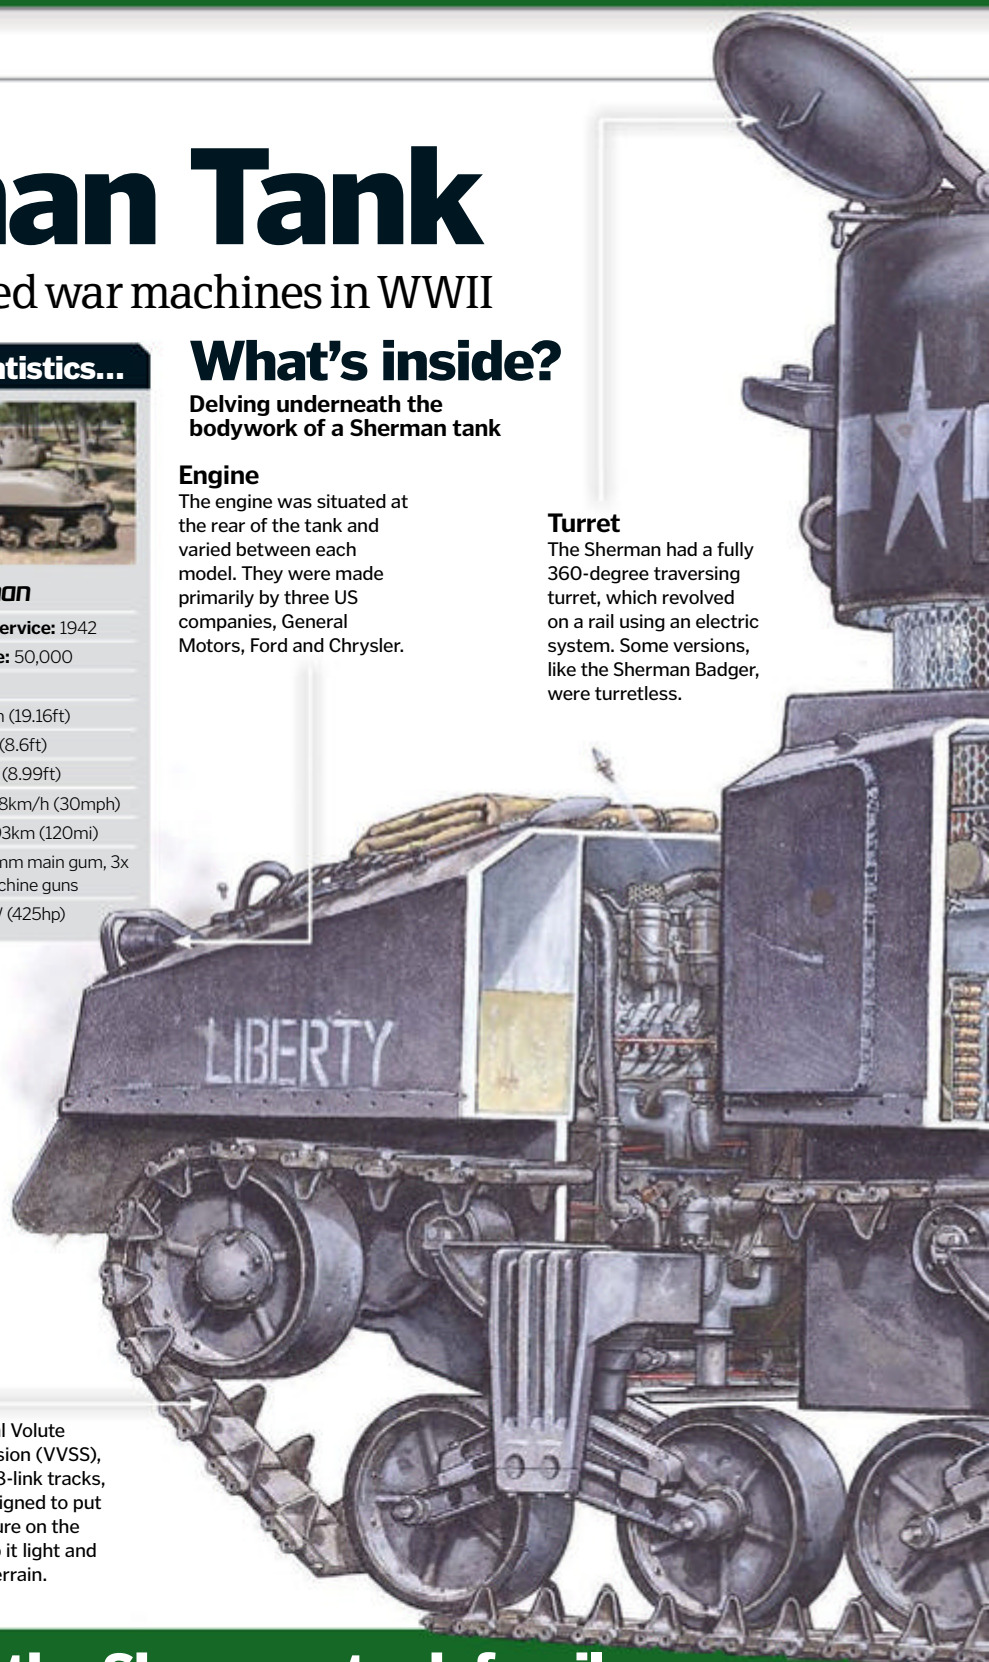 an Tank
ed war machines in WWII
What's inside?
Delving underneath the
bodywork of a Sherman tank
Engine
The engine was situated at
the rear of the tank and
varied between each
model. They were made
primarily by three US
companies, General
Motors, Ford and Chrysler.
Turret
The Sherman had a fully
360-degree traversing
turret, which revolved
on a rail using an electric
system. Some versions,
like the Sherman Badger,
were turretless.
atistics...
an
ervice: 1942
e: 50,000
m (19.16ft)
(8.6ft)
(8.99ft)
8km/h (30mph)
93km (120mi)
mm main gum, 3x
chine guns
(425hp)
LIBERTY
l Volute
sion (VVSS),
-link tracks,
igned to put
ure on the
it light and
errain.